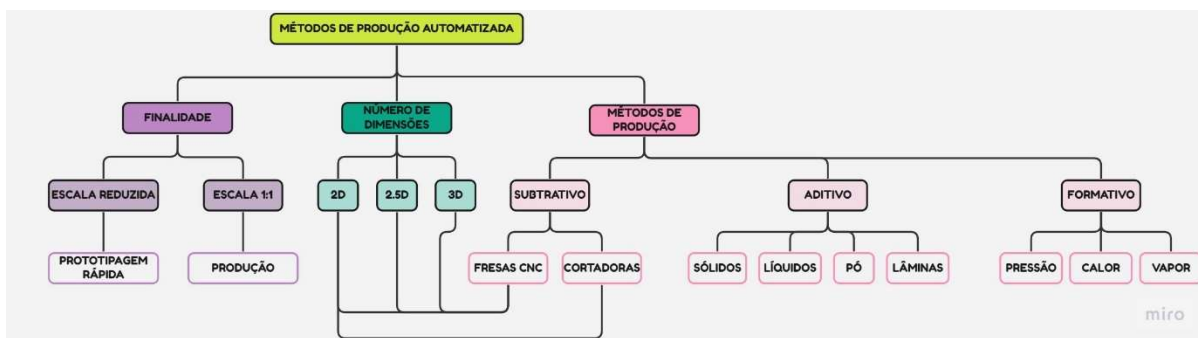 MÉTODOS DE PRODUÇÃO AUTOMATIZADA
FINALIDADE
NÚMERO DE
DIMENSÕES
MÉTODOS DE
PRODUÇÃO
ESCALA REDUZIDA
ESCALA 1:1
2D
2.5D
3D
SUBTRATIVO
ADITIVO
FORMATIVO
PROTOTIPAGEM
RÁPIDA
PRODUÇÃO
FRESAS CNC
CORTADORAS
SÓLIDOS
LÍQUIDOS
PÓ
LÂMINAS
PRESSÃO
CALOR
VAPOR
miro